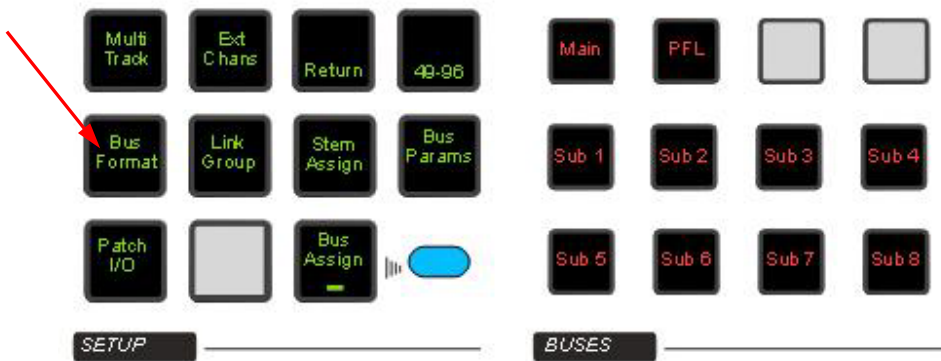 Multi
Track
Ext
Chans
Return
49-96
Main
PFL
Bus
Format
Link
Group
Stem
Assign
Bus
Params
Sub 1
Sub 2
Sub 3
Sub 4
Patch
I/O
Bus
Assign
Sub 5
Sub 6
Sub 7
Sub 8
SETUP
BUSES